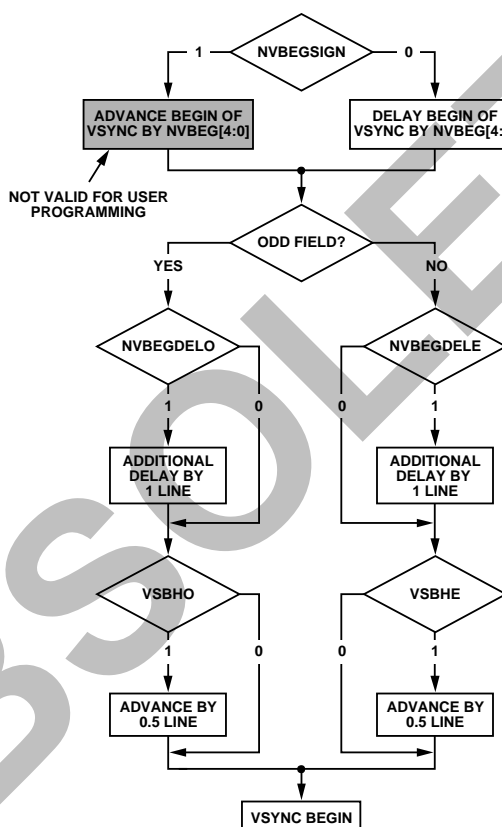 NVBEGSIGN
1
0
ADVANCE BEGIN OF
VSYNC BY NVBEG[4:0]
DELAY BEGIN OF
VSYNC BY NVBEG[4:
NOT VALID FOR USER
PROGRAMMING
ODD FIELD?
YES
NO
NVBEGDELO
NVBEGDELE
1
0
0
1
ADDITIONAL
DELAY BY
1 LINE
ADDITIONAL
DELAY BY
1 LINE
VSBHO
VSBHE
1
0
0
1
ADVANCE BY
0.5 LINE
ADVANCE BY
0.5 LINE
VSYNC BEGIN
BSOLE